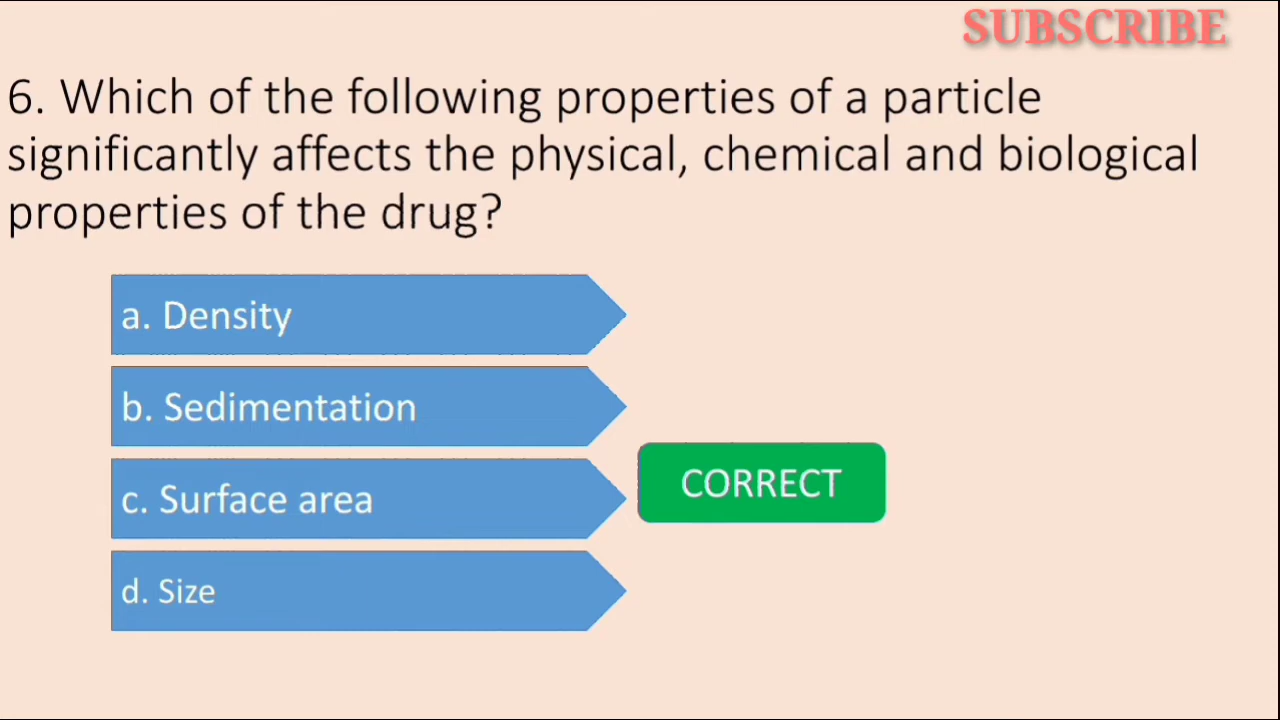 SUBSCRIBE
6. Which of the following properties of a particle
significantly affects the physical, chemical and biological
properties of the drug?
a. Density
b. Sedimentation
c. Surface area
CORRECT
d. Size